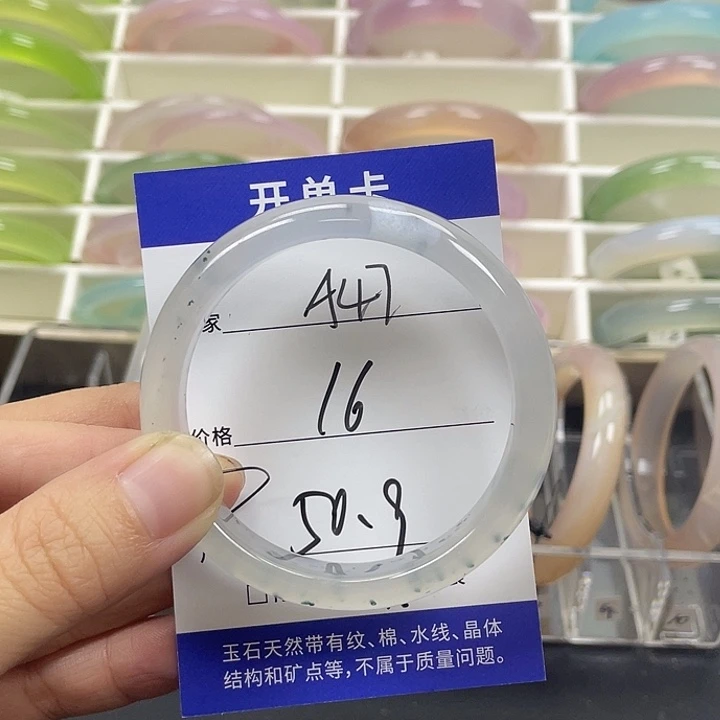 开单卡
家 A47
价格 16
50.9
玉石天然带有纹、棉、水线、晶体
结构和矿点等，不属于质量问题。